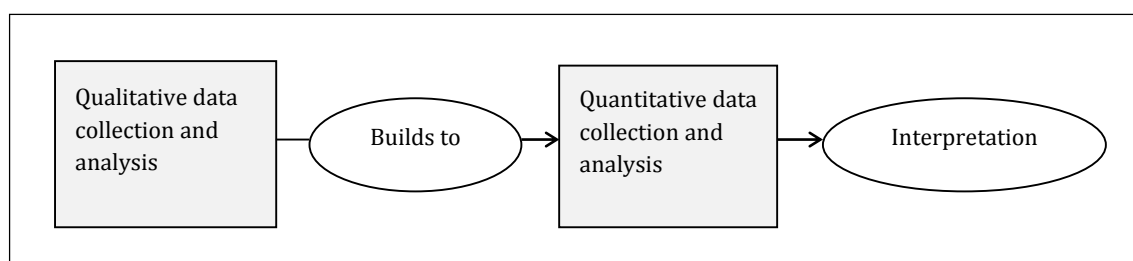 Qualitative data
collection and
analysis
Builds to
Quantitative data
collection and
analysis
Interpretation